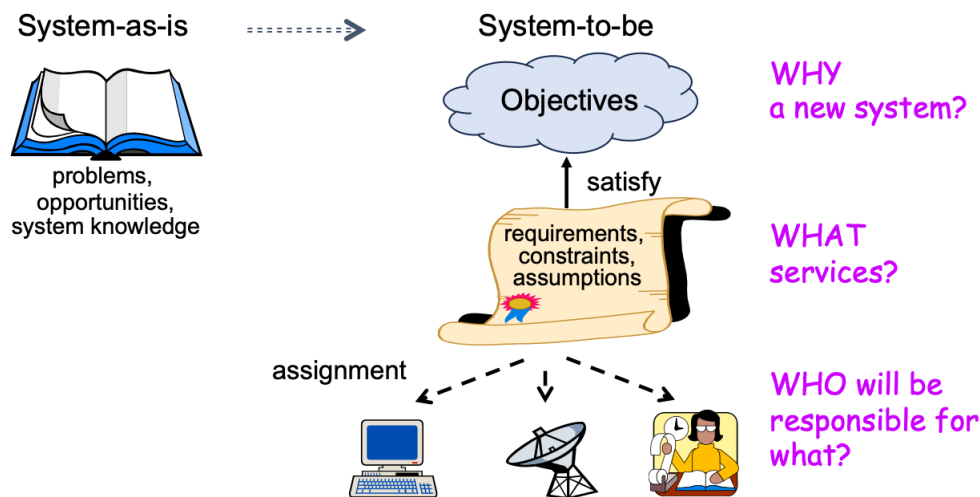 System-as-is
System-to-be
Objectives
WHY
a new system?
problems,
opportunities,
system knowledge
satisfy
requirements,
constraints,
assumptions
WHAT
services?
assignment
WHO will be
responsible for
what?